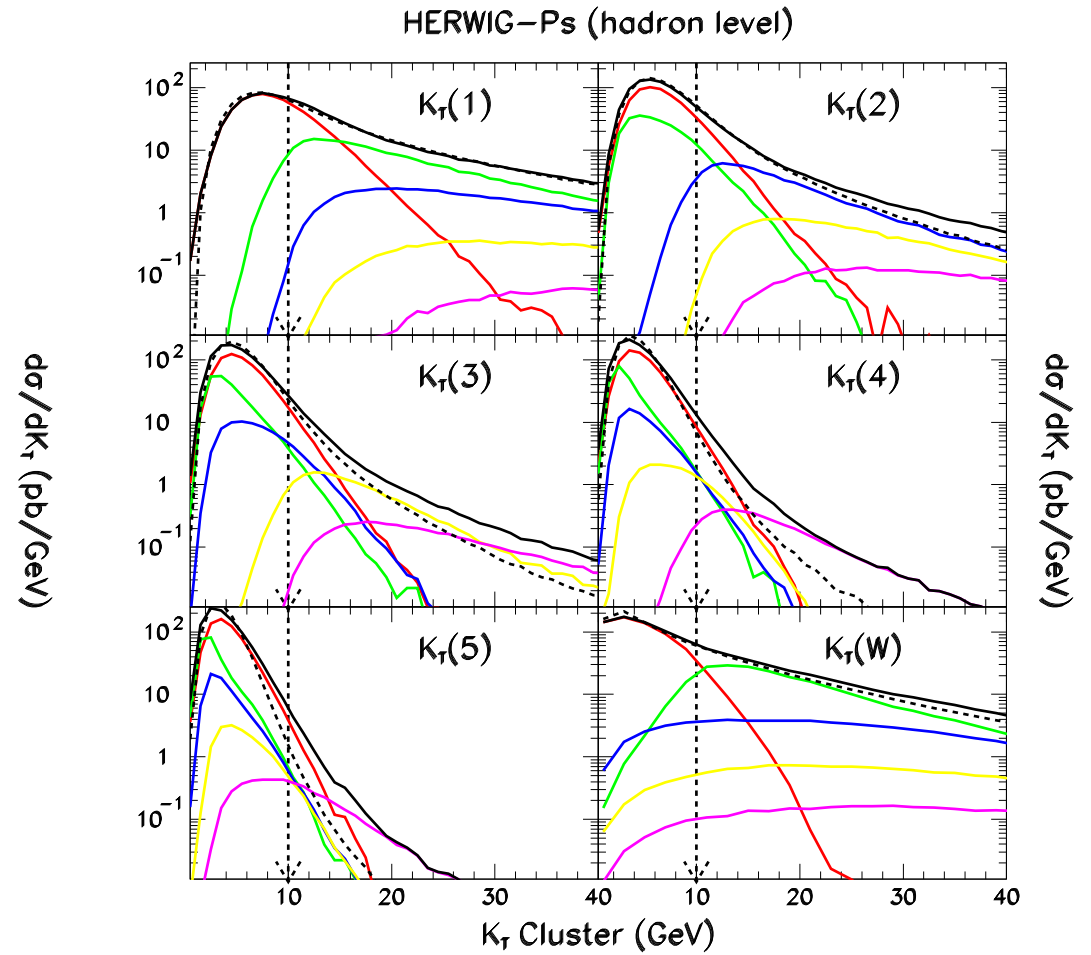 HERWIG–Ps (hadron level)
K_T(1)
K_T(2)
10²
10
1
10⁻¹
K_T(3)
K_T(4)
10²
10
1
10⁻¹
dσ/dK_T (pb/GeV)
dσ/dK_T (pb/GeV)
K_T(5)
K_T(W)
10²
10
1
10⁻¹
10 20 30 40 10 20 30 40
K_T Cluster (GeV)